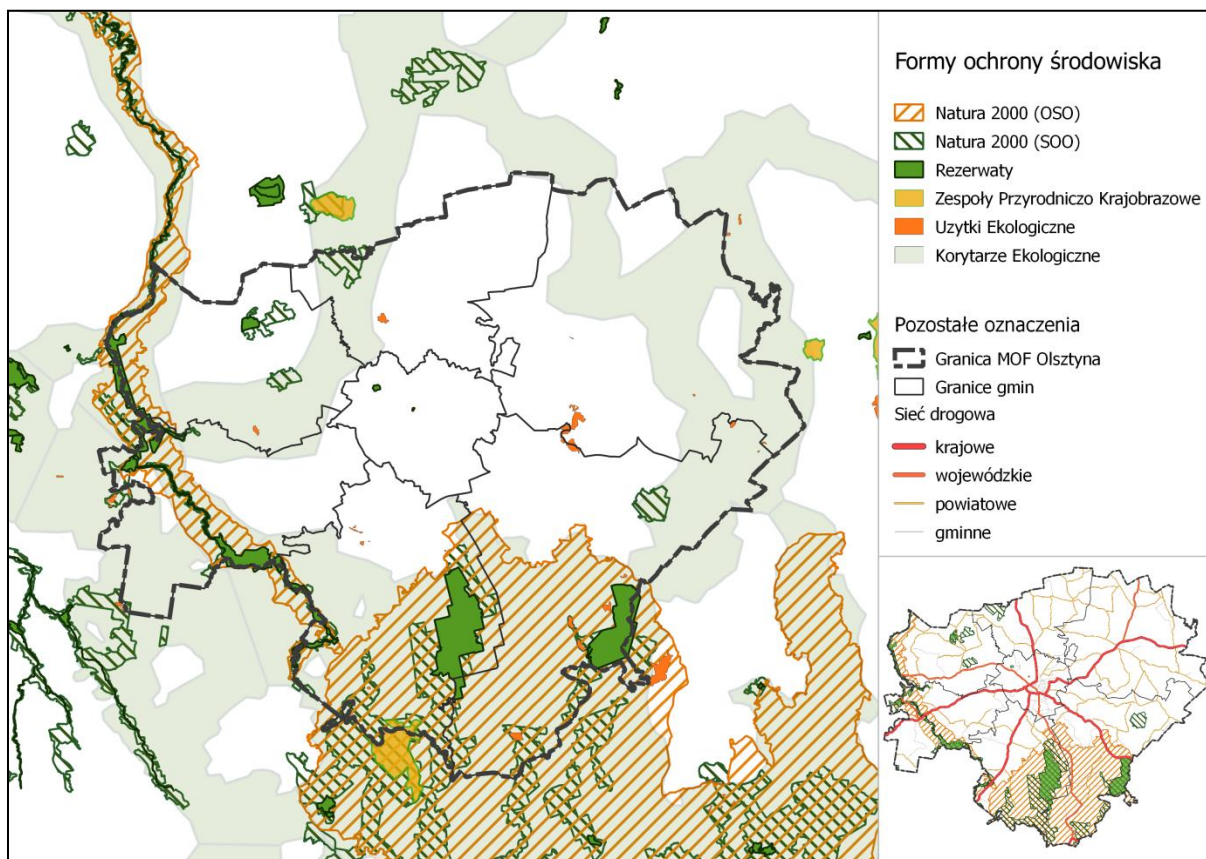 Formy ochrony środowiska
Natura 2000 (OSO)
Natura 2000 (SOO)
Rezerwaty
Zespoły Przyrodniczo Krajobrazowe
Uzytki Ekologiczne
Korytarze Ekologiczne
Pozostałe oznaczenia
Granica MOF Olsztyna
Granice gmin
Sieć drogowa
krajowe
wojewódzkie
powiatowe
gminne